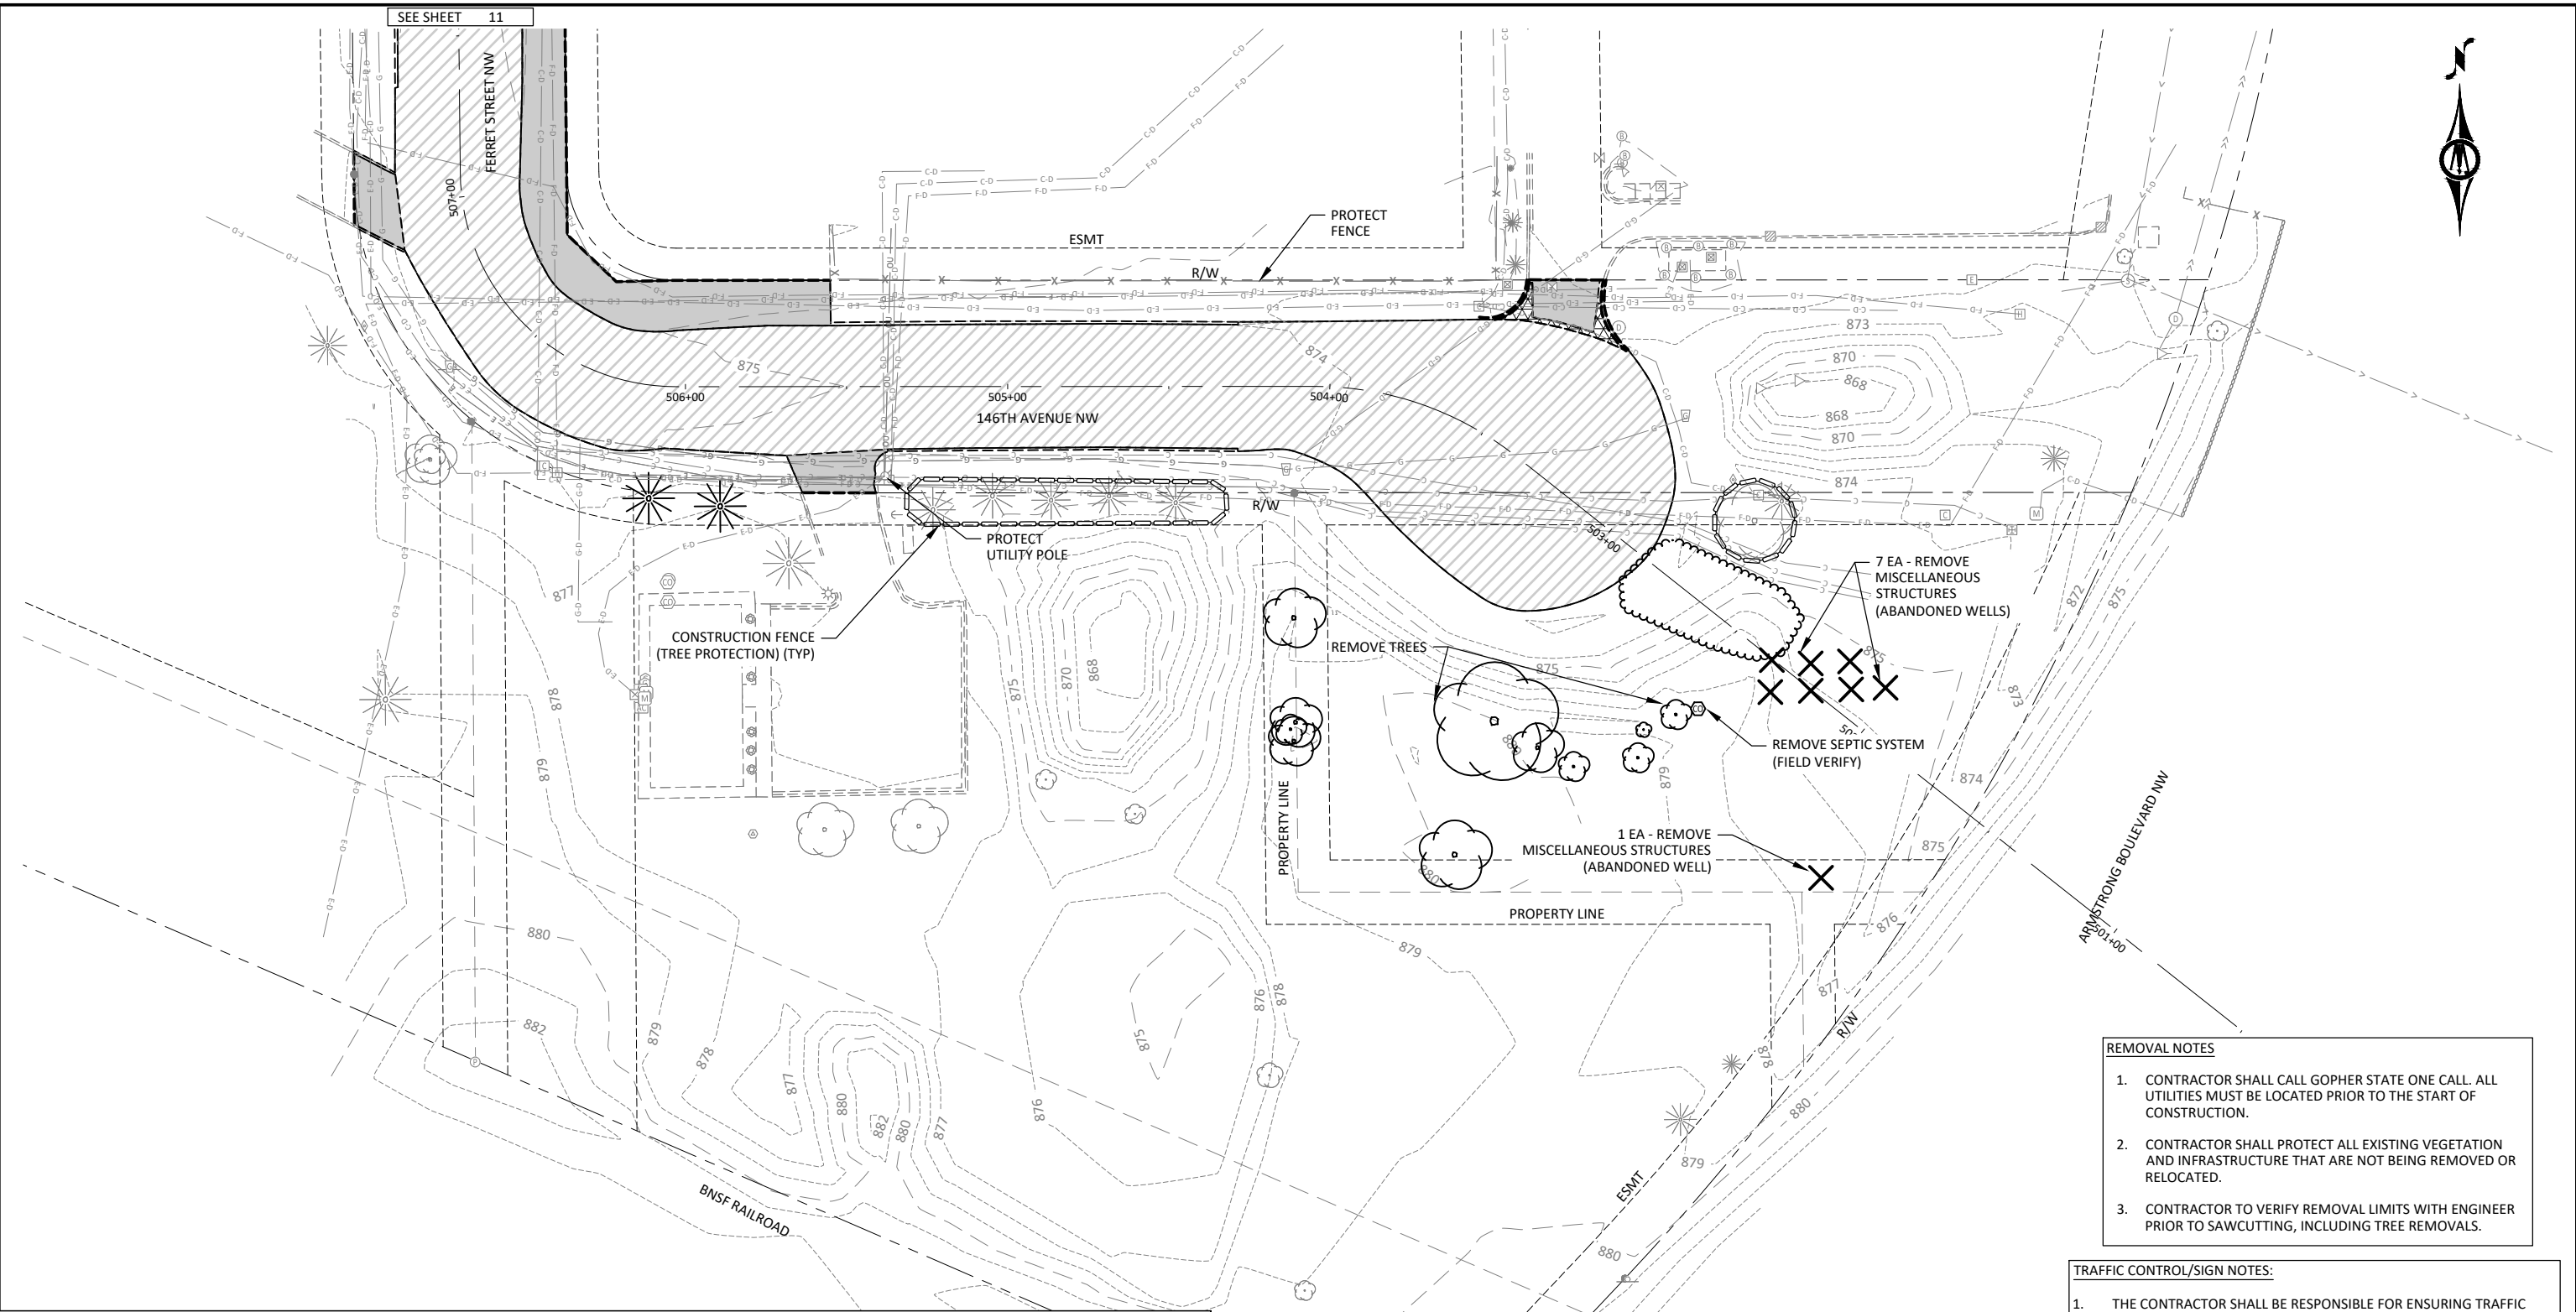 SEE SHEET 11
FERRET STREET NW
507+00
PROTECT
FENCE
ESMT
R/W
875
874
873
870
868
868
870
874
506+00
505+00
504+00
146TH AVENUE NW
R/W
503+00
PROTECT
UTILITY POLE
7 EA - REMOVE
MISCELLANEOUS
STRUCTURES
(ABANDONED WELLS)
872
875
877
CONSTRUCTION FENCE
(TREE PROTECTION) (TYP)
REMOVE TREES
875
875
873
878
875
870
868
880
REMOVE SEPTIC SYSTEM
(FIELD VERIFY)
879
879
874
PROPERTY LINE
1 EA - REMOVE
MISCELLANEOUS STRUCTURES
(ABANDONED WELL)
875
880
PROPERTY LINE
876
ARMSTRONG BOULEVARD NW
501+00
880
879
877
876
878
882
879
878
875
R/W
877
880
882
880
877
876
878
880
879
ESMT
BNSF RAILROAD
880
REMOVAL NOTES
1. CONTRACTOR SHALL CALL GOPHER STATE ONE CALL. ALL
UTILITIES MUST BE LOCATED PRIOR TO THE START OF
CONSTRUCTION.
2. CONTRACTOR SHALL PROTECT ALL EXISTING VEGETATION
AND INFRASTRUCTURE THAT ARE NOT BEING REMOVED OR
RELOCATED.
3. CONTRACTOR TO VERIFY REMOVAL LIMITS WITH ENGINEER
PRIOR TO SAWCUTTING, INCLUDING TREE REMOVALS.
TRAFFIC CONTROL/SIGN NOTES:
1. THE CONTRACTOR SHALL BE RESPONSIBLE FOR ENSURING TRAFFIC